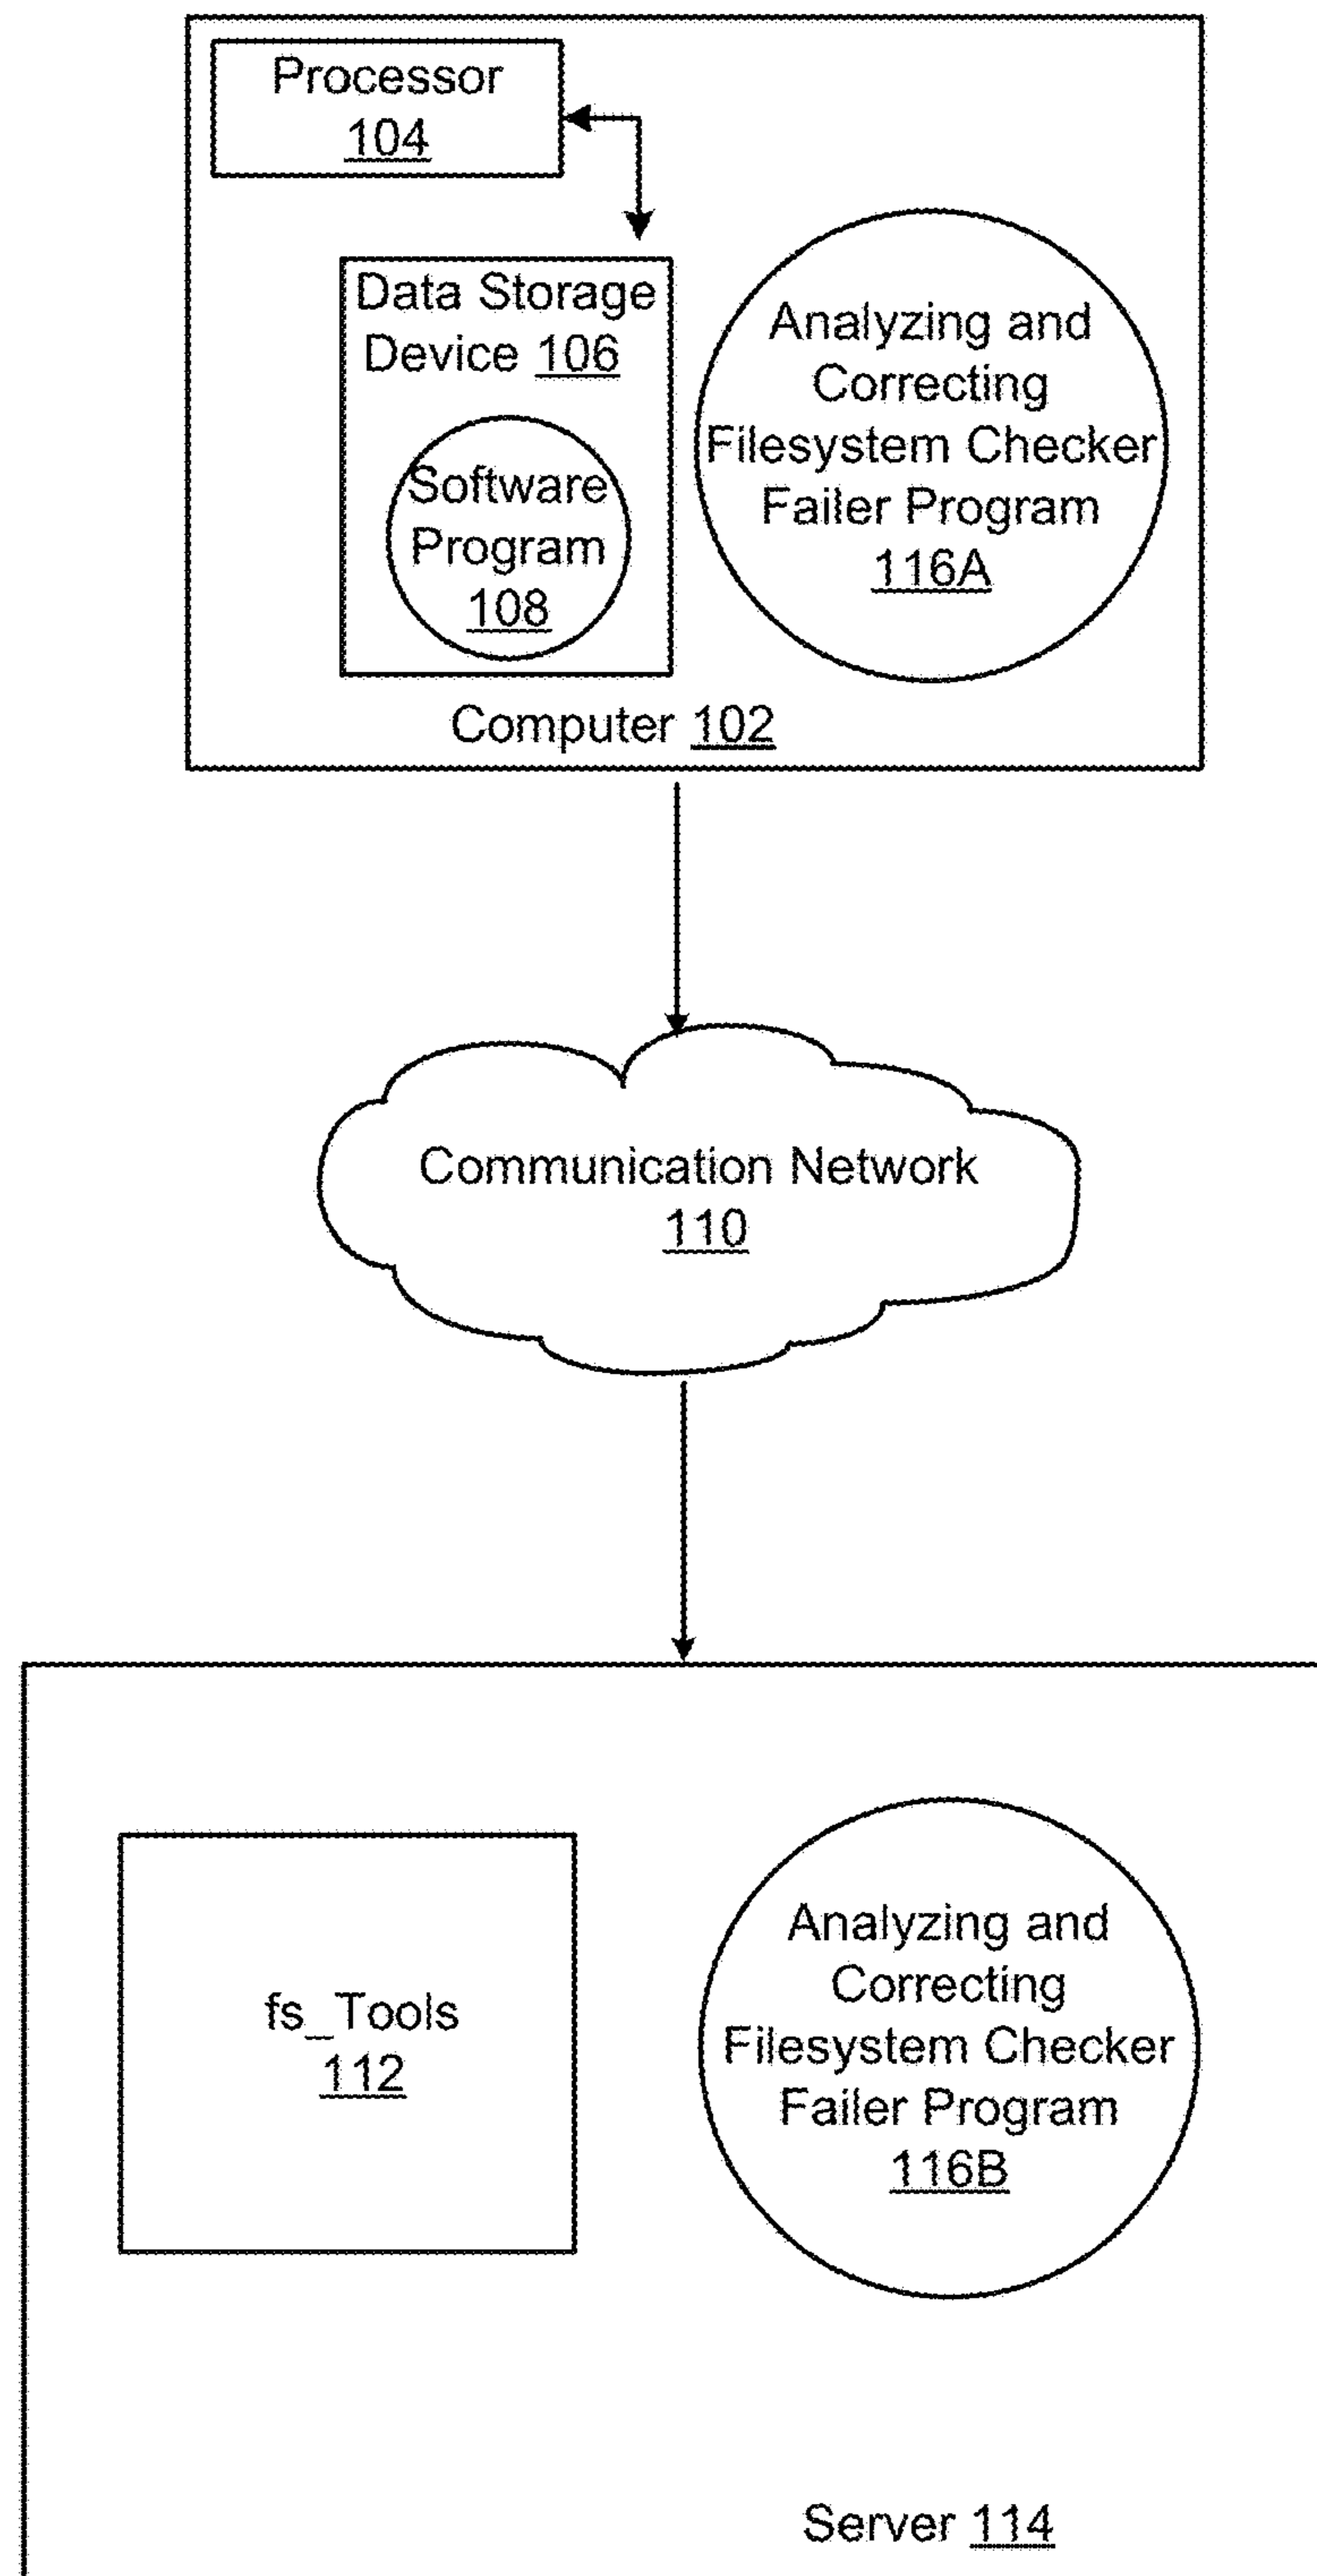 Processor
104
Data Storage
Device 106
Software
Program
108
Analyzing and
Correcting
Filesystem Checker
Failer Program
116A
Computer 102
Communication Network
110
fs_Tools
112
Analyzing and
Correcting
Filesystem Checker
Failer Program
116B
Server 114